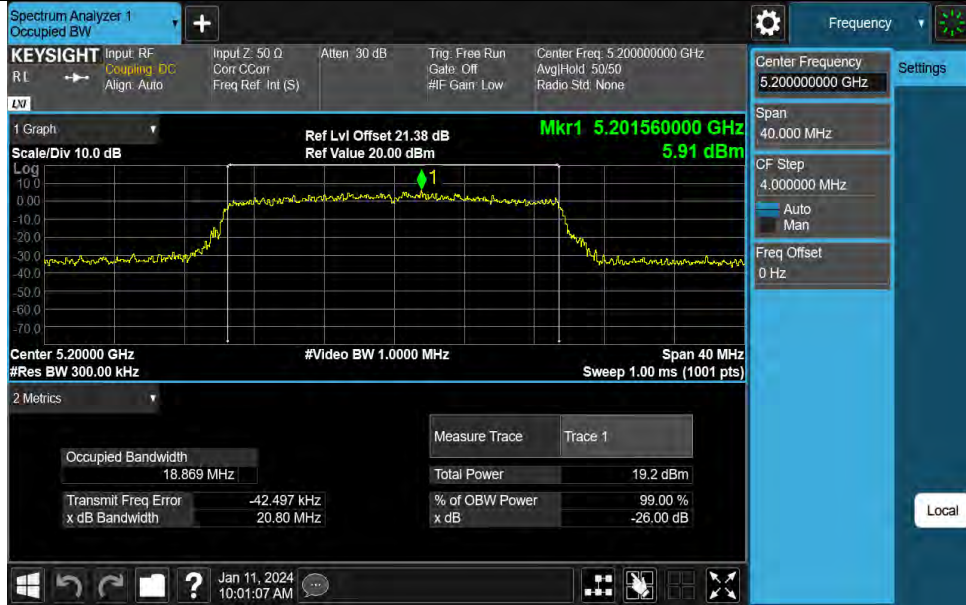 Spectrum Analyzer 1
Occupied BW
+
Frequency
KEYSIGHT
Input: RF
Input Z: 50 Ω
Atten: 30 dB
Trig: Free Run
Center Freq: 5.200000000 GHz
RL
Coupling: DC
Corr CCorr
Gate: Off
Avg|Hold: 50/50
Align: Auto
Freq Ref: Int (S)
#IF Gain: Low
Radio Std: None
LXI
1 Graph
Ref Lvl Offset 21.38 dB
Mkr1 5.201560000 GHz
Scale/Div 10.0 dB
Ref Value 20.00 dBm
5.91 dBm
Log
1
10.0
0.00
-10.0
-20.0
-30.0
-40.0
-50.0
-60.0
-70.0
Center 5.20000 GHz
#Video BW 1.0000 MHz
Span 40 MHz
#Res BW 300.00 kHz
Sweep 1.00 ms (1001 pts)
2 Metrics
Measure Trace
Trace 1
Occupied Bandwidth
18.869 MHz
Total Power
19.2 dBm
Transmit Freq Error
-42.497 kHz
% of OBW Power
99.00 %
x dB Bandwidth
20.80 MHz
x dB
-26.00 dB
Center Frequency
5.200000000 GHz
Settings
Span
40.000 MHz
CF Step
4.000000 MHz
Auto
Man
Freq Offset
0 Hz
Local
?
Jan 11, 2024
10:01:07 AM